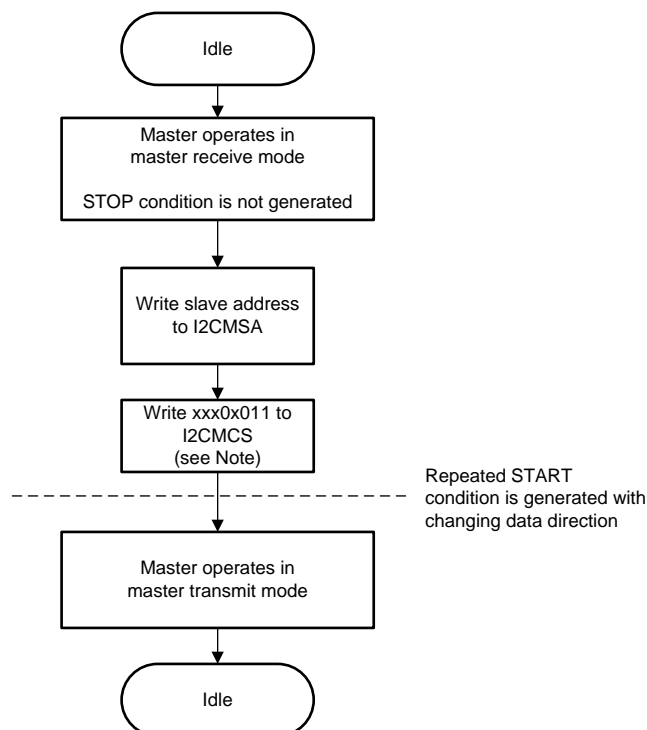 Idle
Master operates in
master receive mode
STOP condition is not generated
Write slave address
to I2CMSA
Write xxx0x011 to
I2CMCS
(see Note)
Repeated START
condition is generated with
changing data direction
Master operates in
master transmit mode
Idle